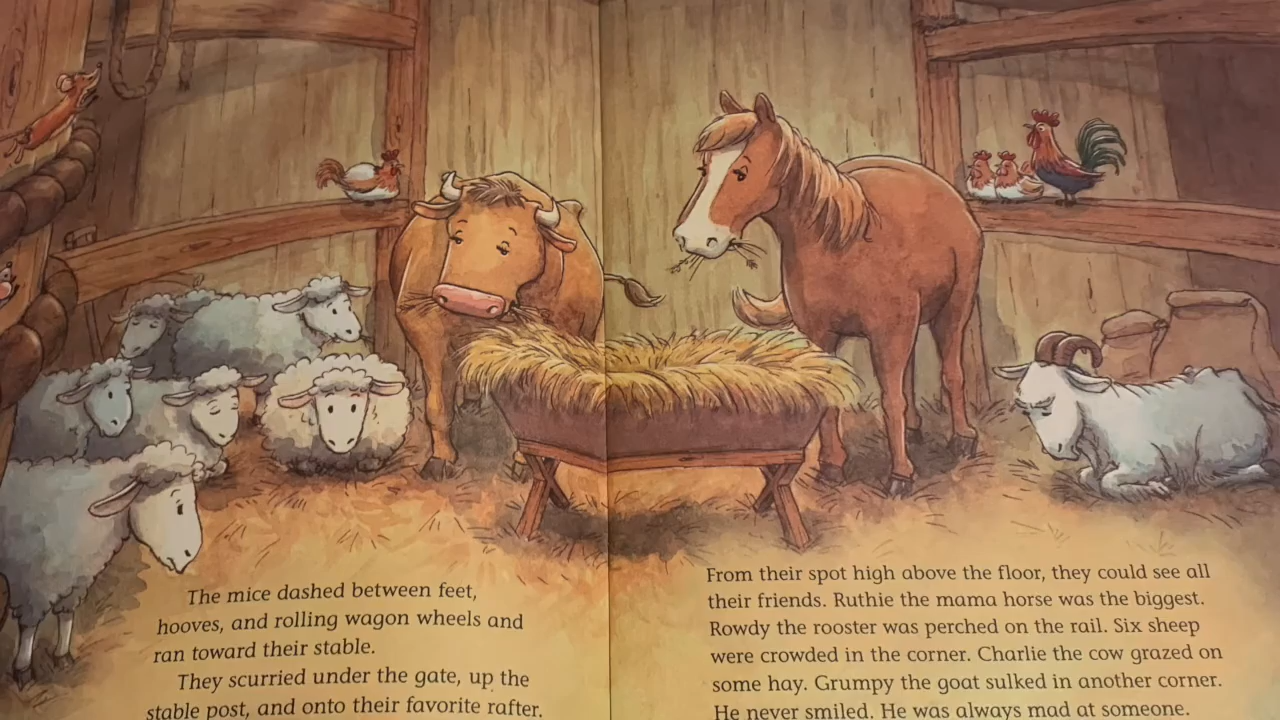 The mice dashed between feet,
hooves, and rolling wagon wheels and
ran toward their stable.
They scurried under the gate, up the
stable post, and onto their favorite rafter.
From their spot high above the floor, they could see all
their friends. Ruthie the mama horse was the biggest.
Rowdy the rooster was perched on the rail. Six sheep
were crowded in the corner. Charlie the cow grazed on
some hay. Grumpy the goat sulked in another corner.
He never smiled. He was always mad at someone.